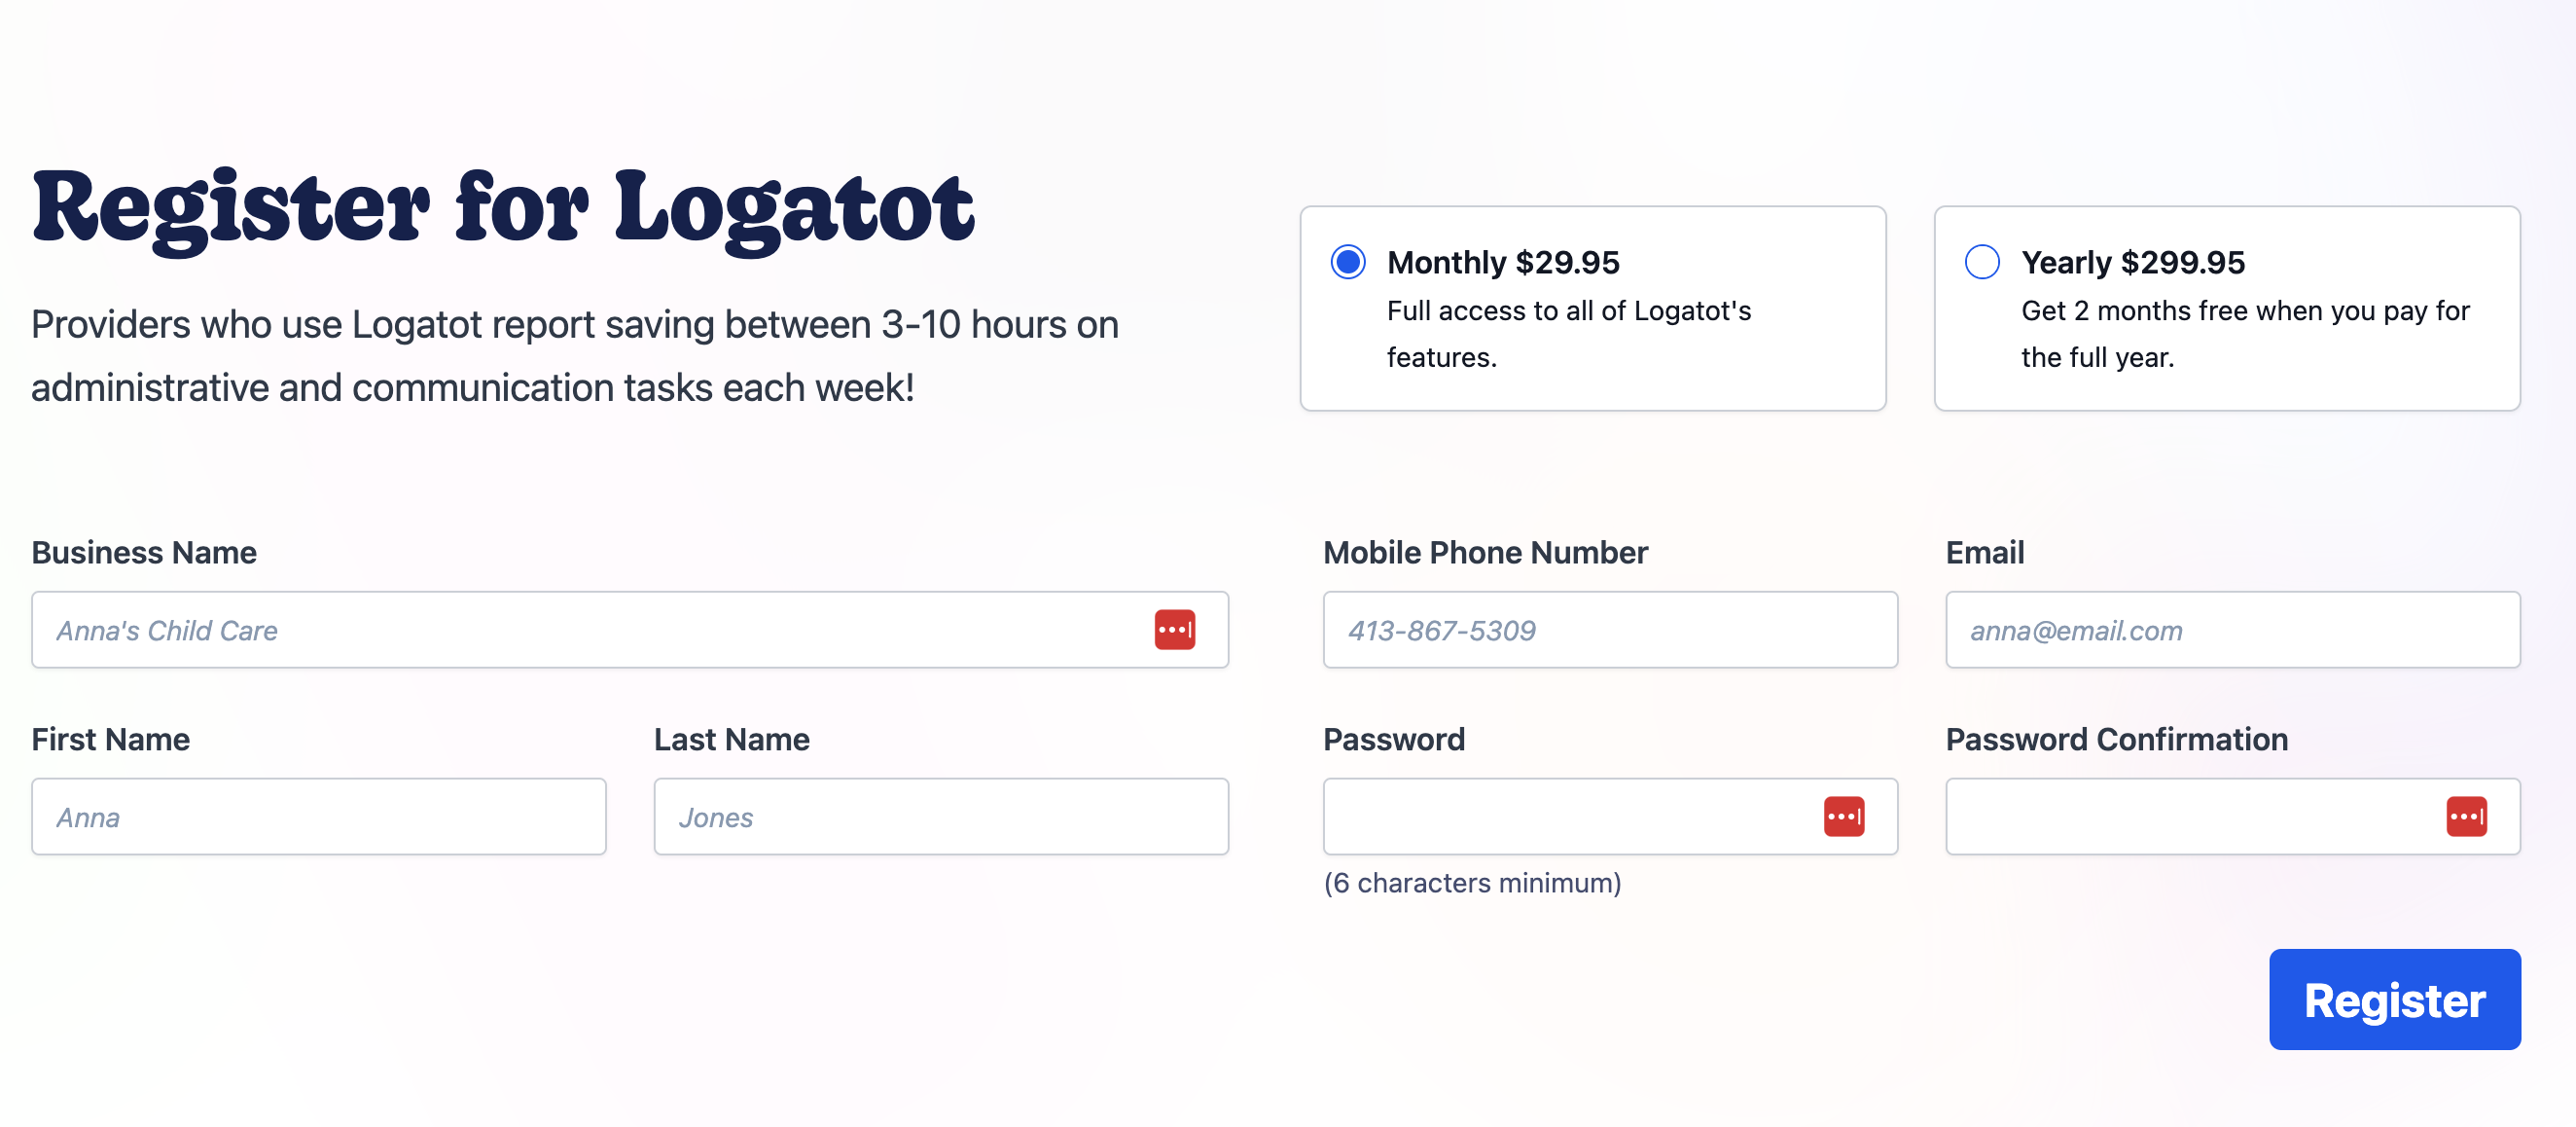 Register for Logatot
Providers who use Logatot report saving between 3-10 hours on
administrative and communication tasks each week!
Monthly $29.95
Full access to all of Logatot's
features.
Yearly $299.95
Get 2 months free when you pay for
the full year.
Business Name
Anna's Child Care
First Name
Anna
Last Name
Jones
Mobile Phone Number
413-867-5309
Email
anna@email.com
Password
(6 characters minimum)
Password Confirmation
Register